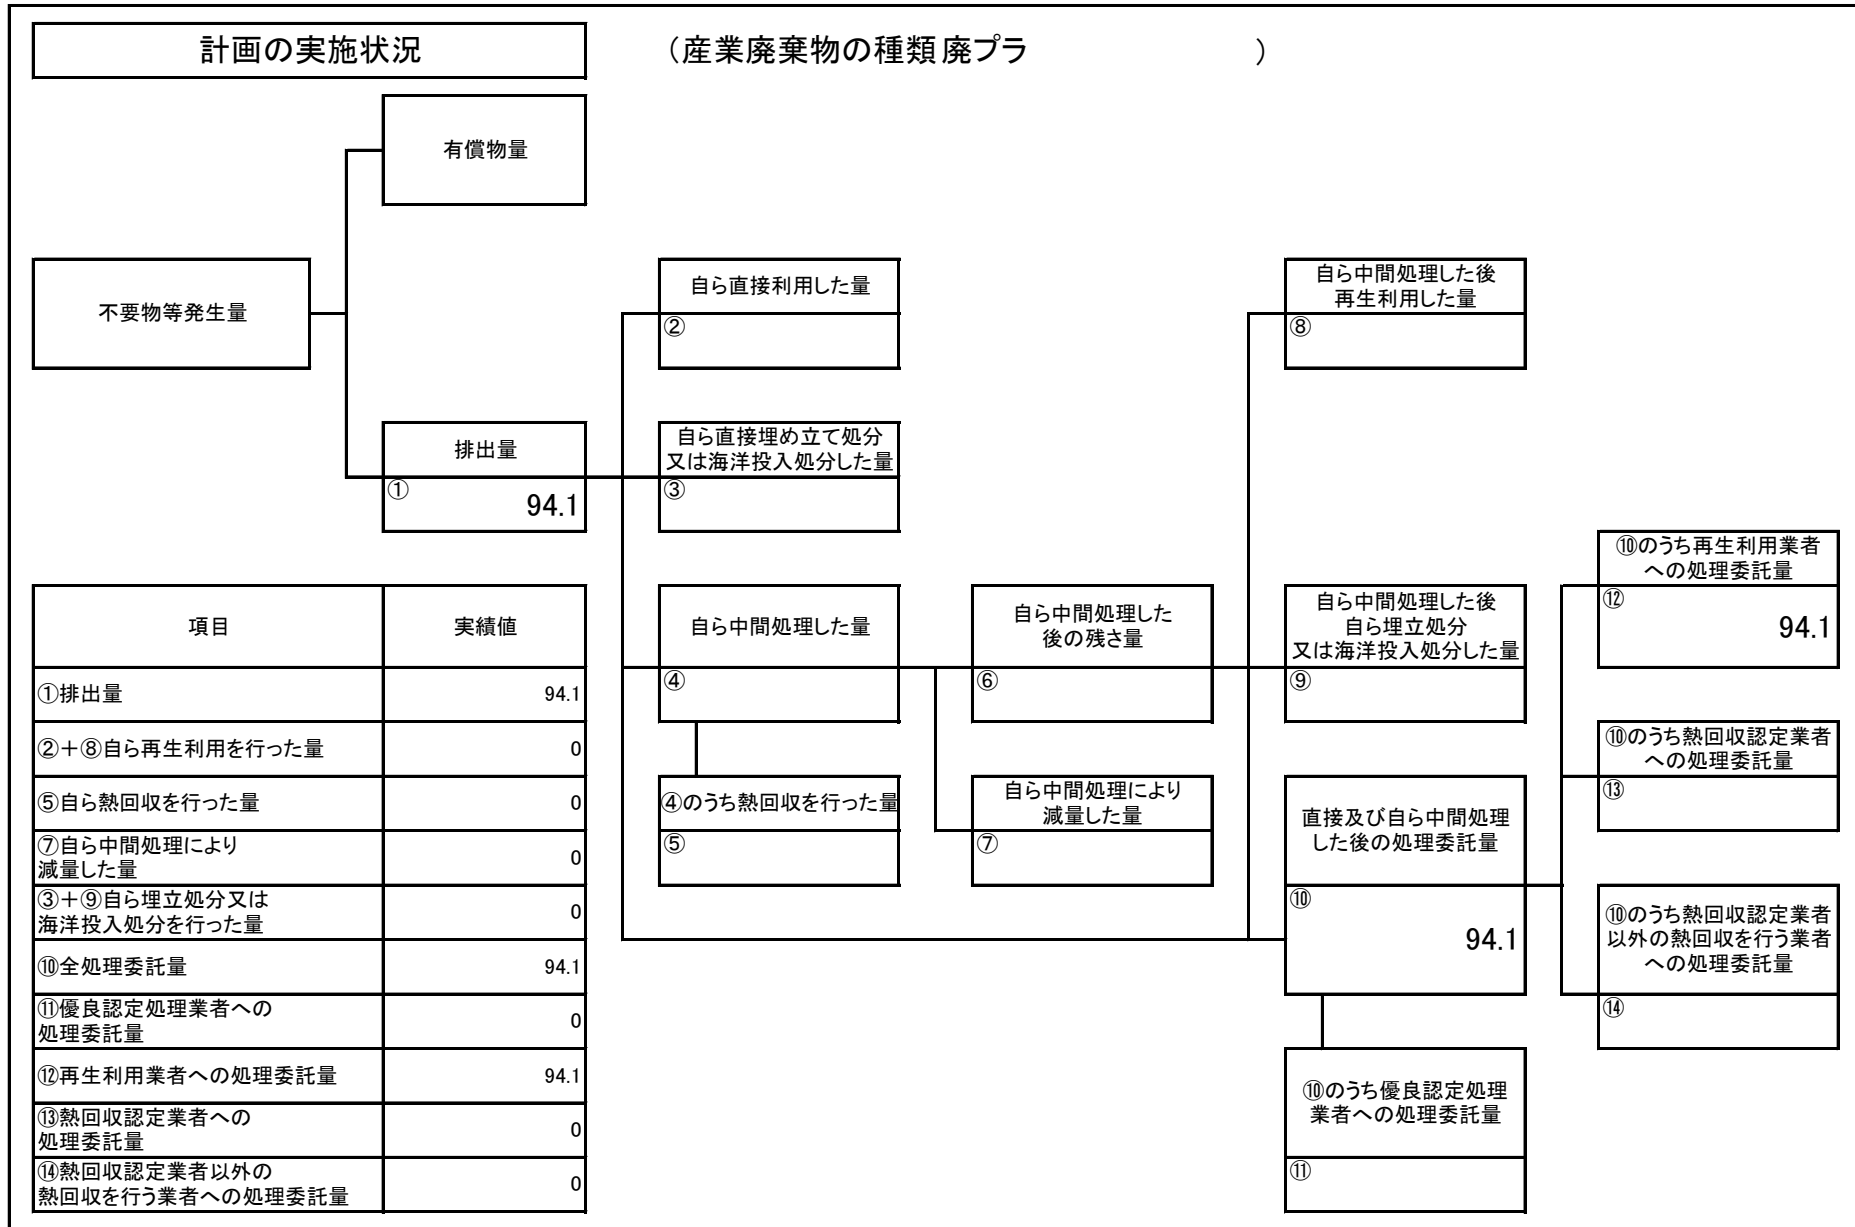 計画の実施状況
（産業廃棄物の種類 廃プラ ）
有償物量
不要物等発生量
自ら直接利用した量
②
自ら中間処理した後
再生利用した量
⑧
排出量
①
94.1
自ら直接埋め立て処分
又は海洋投入処分した量
③
⑩のうち再生利用業者
への処理委託量
⑫
94.1
自ら中間処理した量
④
自ら中間処理した
後の残さ量
⑥
自ら中間処理した後
自ら埋立処分
又は海洋投入処分した量
⑨
⑩のうち熱回収認定業者
への処理委託量
⑬
④のうち熱回収を行った量
⑤
自ら中間処理により
減量した量
⑦
直接及び自ら中間処理
した後の処理委託量
⑩
94.1
⑩のうち熱回収認定業者
以外の熱回収を行う業者
への処理委託量
⑭
⑩のうち優良認定処理
業者への処理委託量
⑪
項目 実績値
①排出量 94.1
②＋⑧自ら再生利用を行った量 0
⑤自ら熱回収を行った量 0
⑦自ら中間処理により
減量した量 0
③＋⑨自ら埋立処分又は
海洋投入処分を行った量 0
⑩全処理委託量 94.1
⑪優良認定処理業者への
処理委託量 0
⑫再生利用業者への処理委託量 94.1
⑬熱回収認定業者への
処理委託量 0
⑭熱回収認定業者以外の
熱回収を行う業者への処理委託量 0